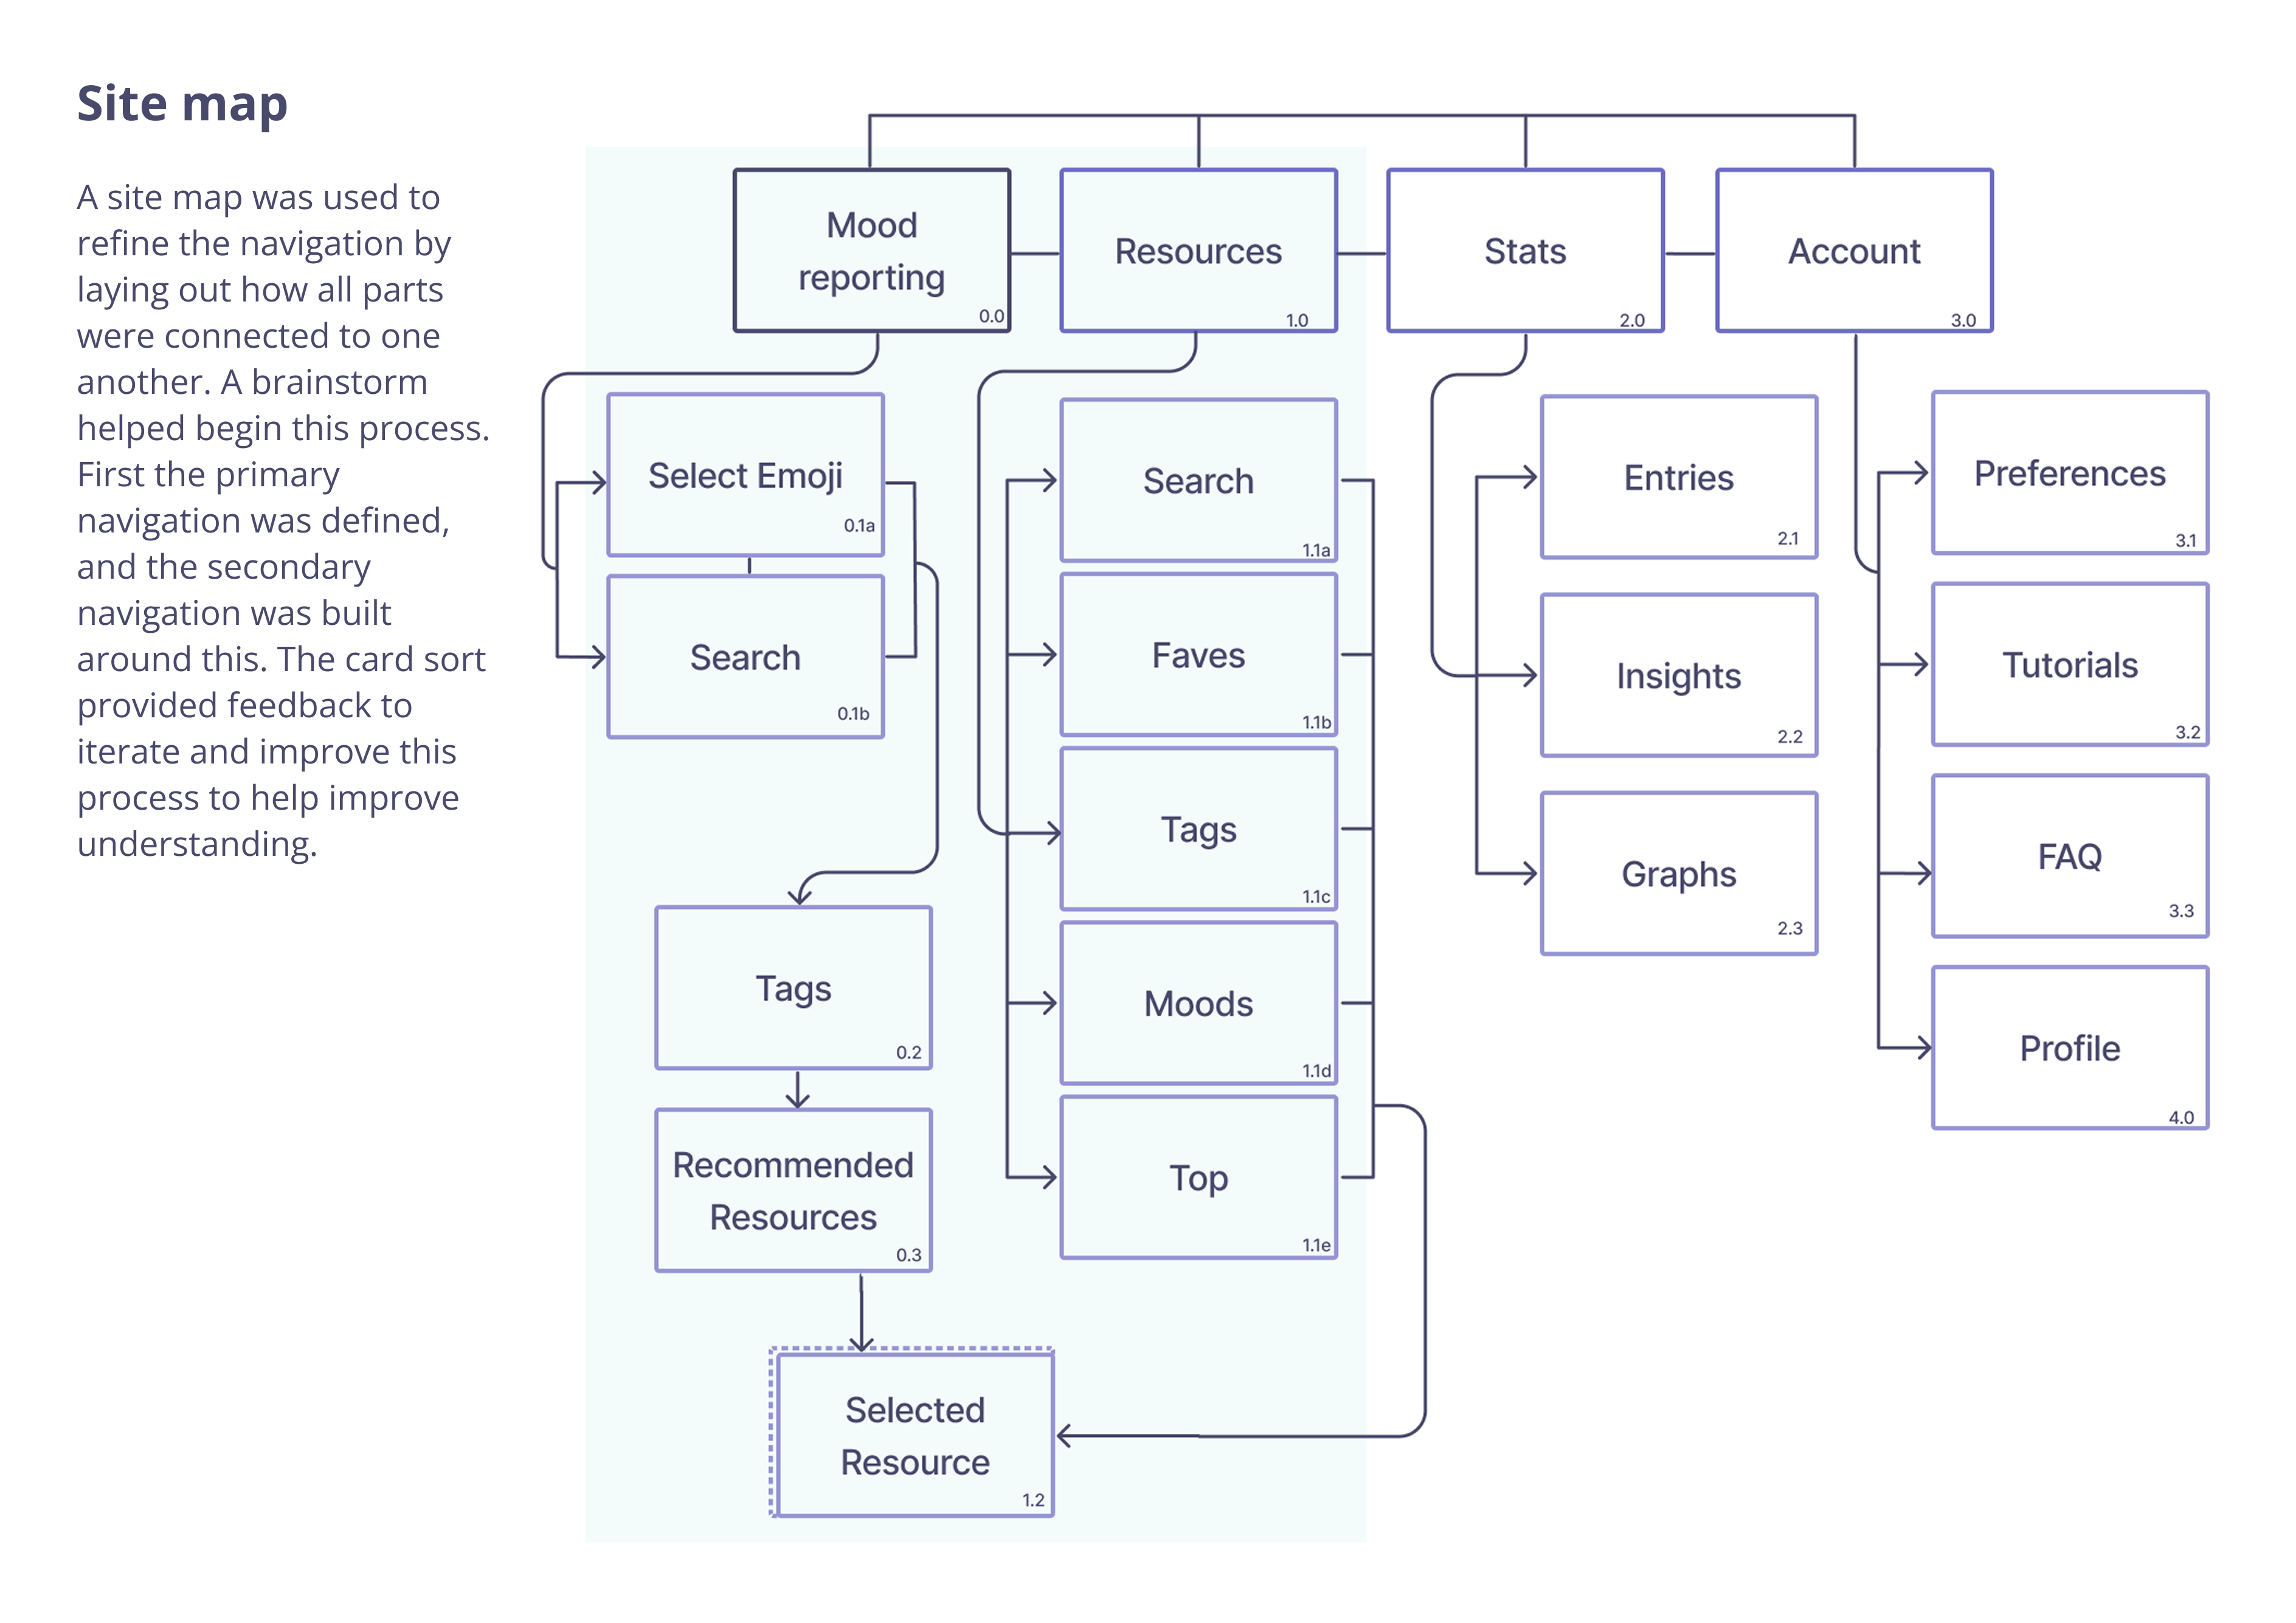 Site map
A site map was used to
refine the navigation by
laying out how all parts
were connected to one
another. A brainstorm
helped begin this process.
First the primary
navigation was defined,
and the secondary
navigation was built
around this. The card sort
provided feedback to
iterate and improve this
process to help improve
understanding.
Mood
reporting
0.0
Resources
1.0
Stats
2.0
Account
3.0
Select Emoji
0.1a
Search
0.1b
Tags
0.2
Recommended
Resources
0.3
Selected
Resource
1.2
Search
1.1a
Faves
1.1b
Tags
1.1c
Moods
1.1d
Top
1.1e
Entries
2.1
Insights
2.2
Graphs
2.3
Preferences
3.1
Tutorials
3.2
FAQ
3.3
Profile
4.0